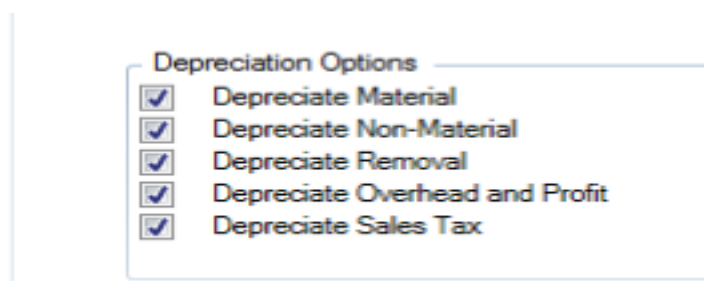 Depreciation Options
Depreciate Material
Depreciate Non-Material
Depreciate Removal
Depreciate Overhead and Profit
Depreciate Sales Tax